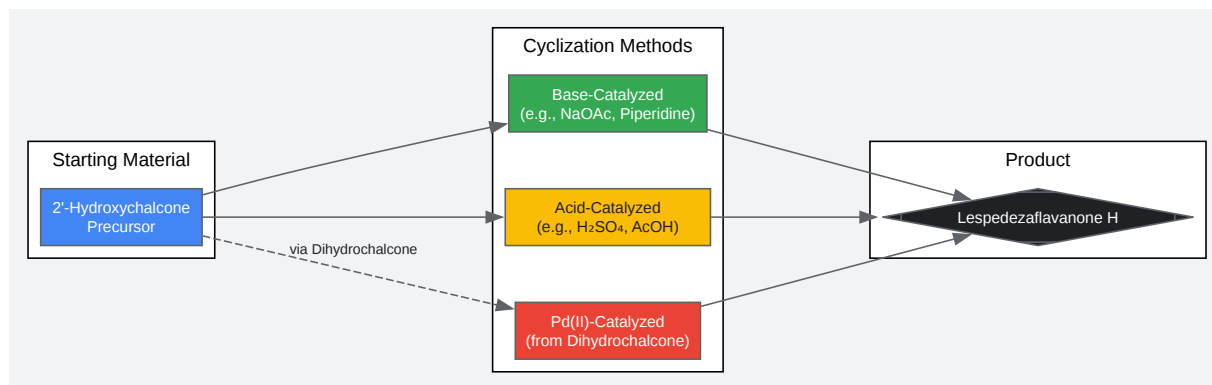 Cyclization Methods
Base-Catalyzed
(e.g., NaOAc, Piperidine)
Starting Material
2'-Hydroxychalcone
Precursor
via Dihydrochalcone
Acid-Catalyzed
(e.g., H₂SO₄, AcOH)
Pd(II)-Catalyzed
(from Dihydrochalcone)
Product
Lespedezaflavanone H